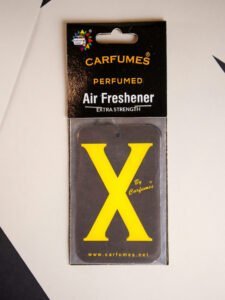 CARFUMES®
PERFUMED
Air Freshener
EXTRA STRENGTH
X
By
Carfumes
www.carfumes.net